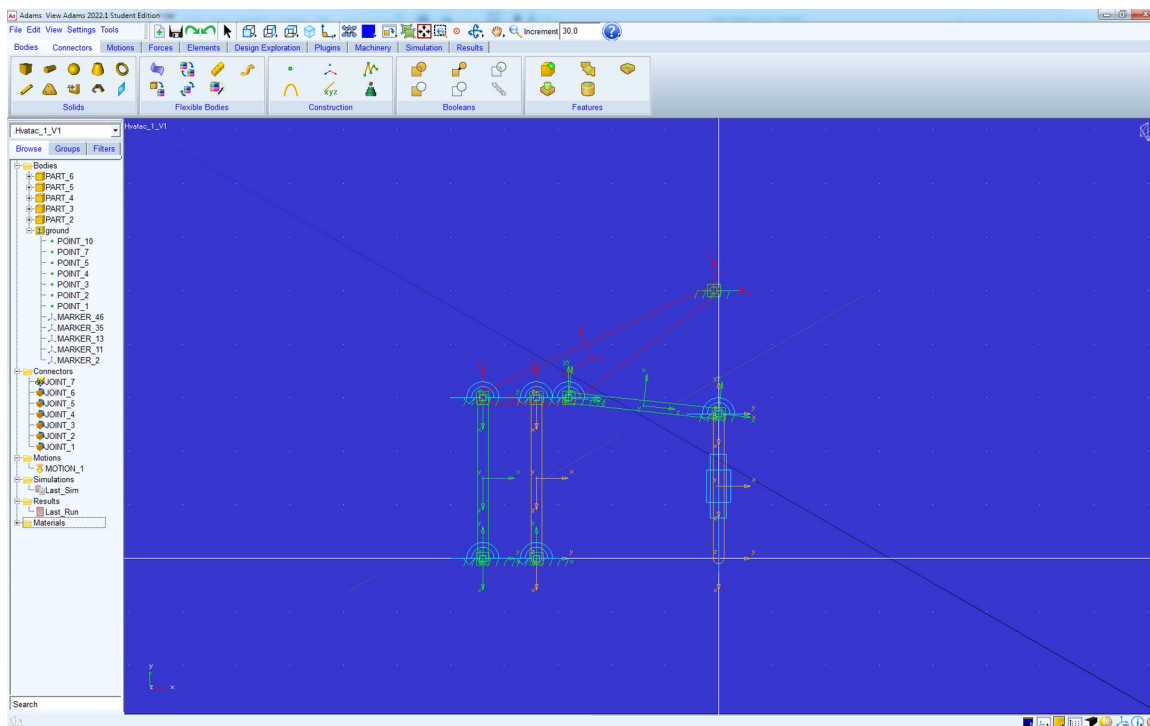 Adams View Adams 2022.1 Student Edition
File Edit View Settings Tools
Increment 30.0
Bodies Connectors Motions Forces Elements Design Exploration Plugins Machinery Simulation Results
Solids Flexible Bodies Construction Booleans Features
.Hvatac_1_V1
Hvatac_1_V1
Browse Groups Filters
Bodies
PART_6
PART_5
PART_4
PART_3
PART_2
ground
POINT_10
POINT_7
POINT_5
POINT_4
POINT_3
POINT_2
POINT_1
MARKER_46
MARKER_35
MARKER_13
MARKER_11
MARKER_2
Connectors
JOINT_7
JOINT_6
JOINT_5
JOINT_4
JOINT_3
JOINT_2
JOINT_1
Motions
MOTION_1
Simulations
Last_Sim
Results
Last_Run
Materials
Search